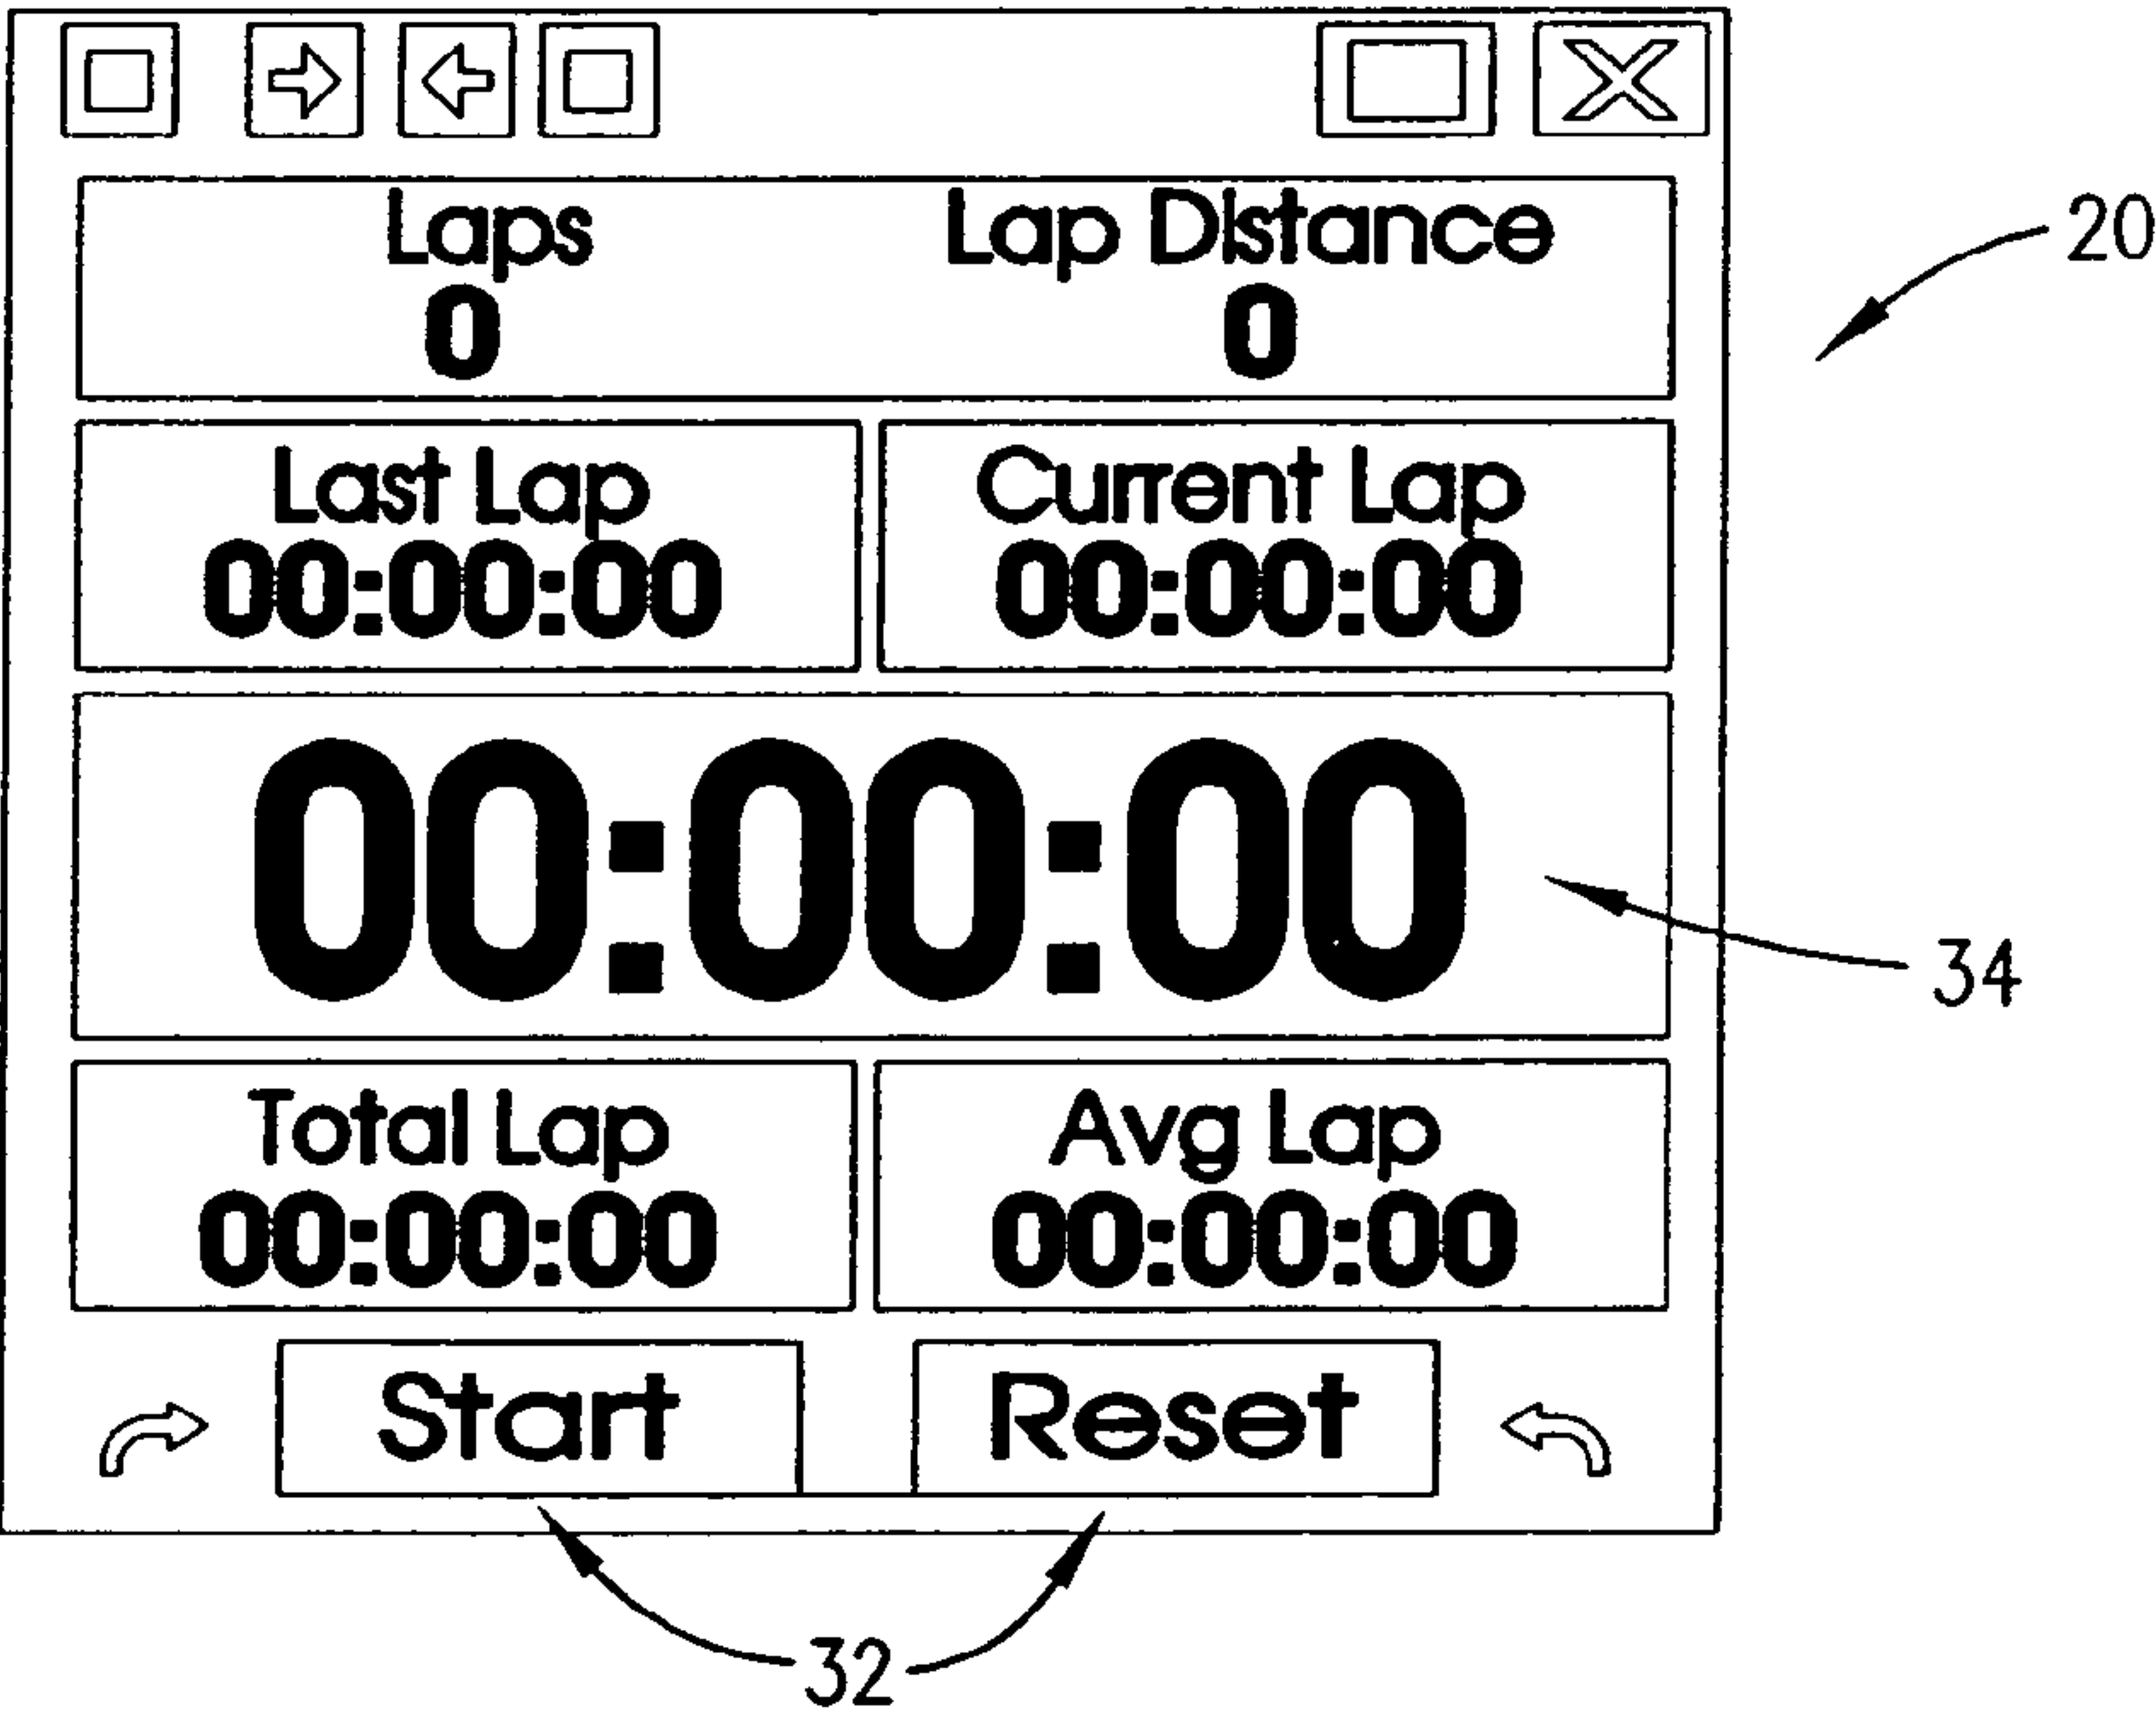 Laps Lap Distance
0 0
20
Last Lap Current Lap
00:00:00 00:00:00
00:00:00
34
Total Lap Avg Lap
00:00:00 00:00:00
Start Reset
32